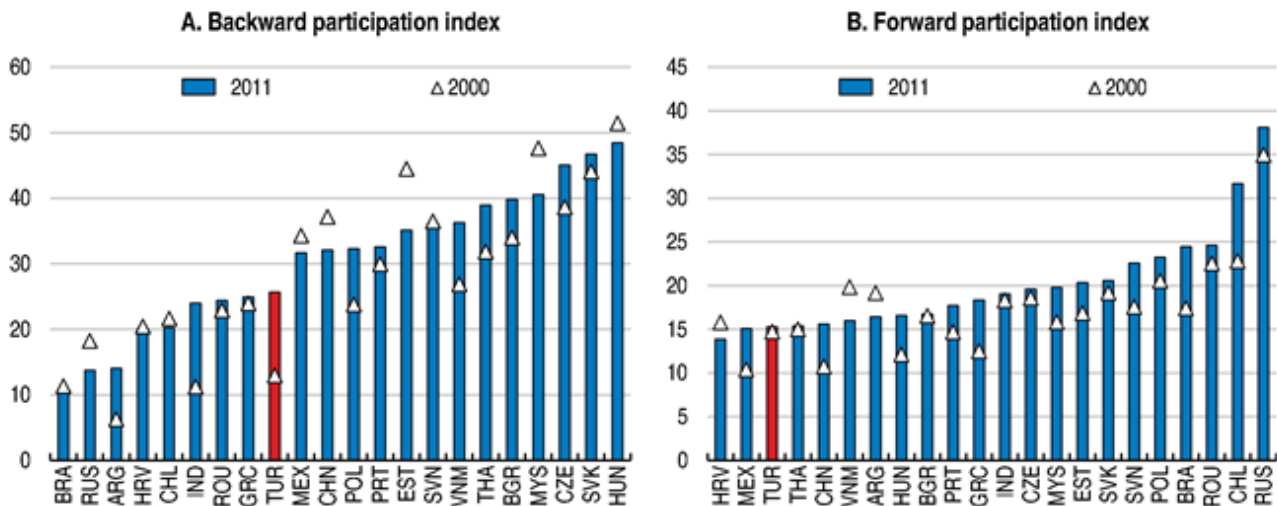 A. Backward participation index
60
50
40
30
20
10
0
2011
△2000
BRA
RUS
ARG
HRV
CHL
IND
ROU
GRC
TUR
MEX
CHN
POL
PRT
EST
SVN
VNM
THA
BGR
MYS
CZE
SVK
HUN
B. Forward participation index
45
40
35
30
25
20
15
10
5
0
2011
△2000
HRV
MEX
TUR
THA
CHN
VNM
ARG
HUN
BGR
PRT
GRC
IND
CZE
MYS
EST
SVK
SVN
POL
BRA
ROU
CHL
RUS